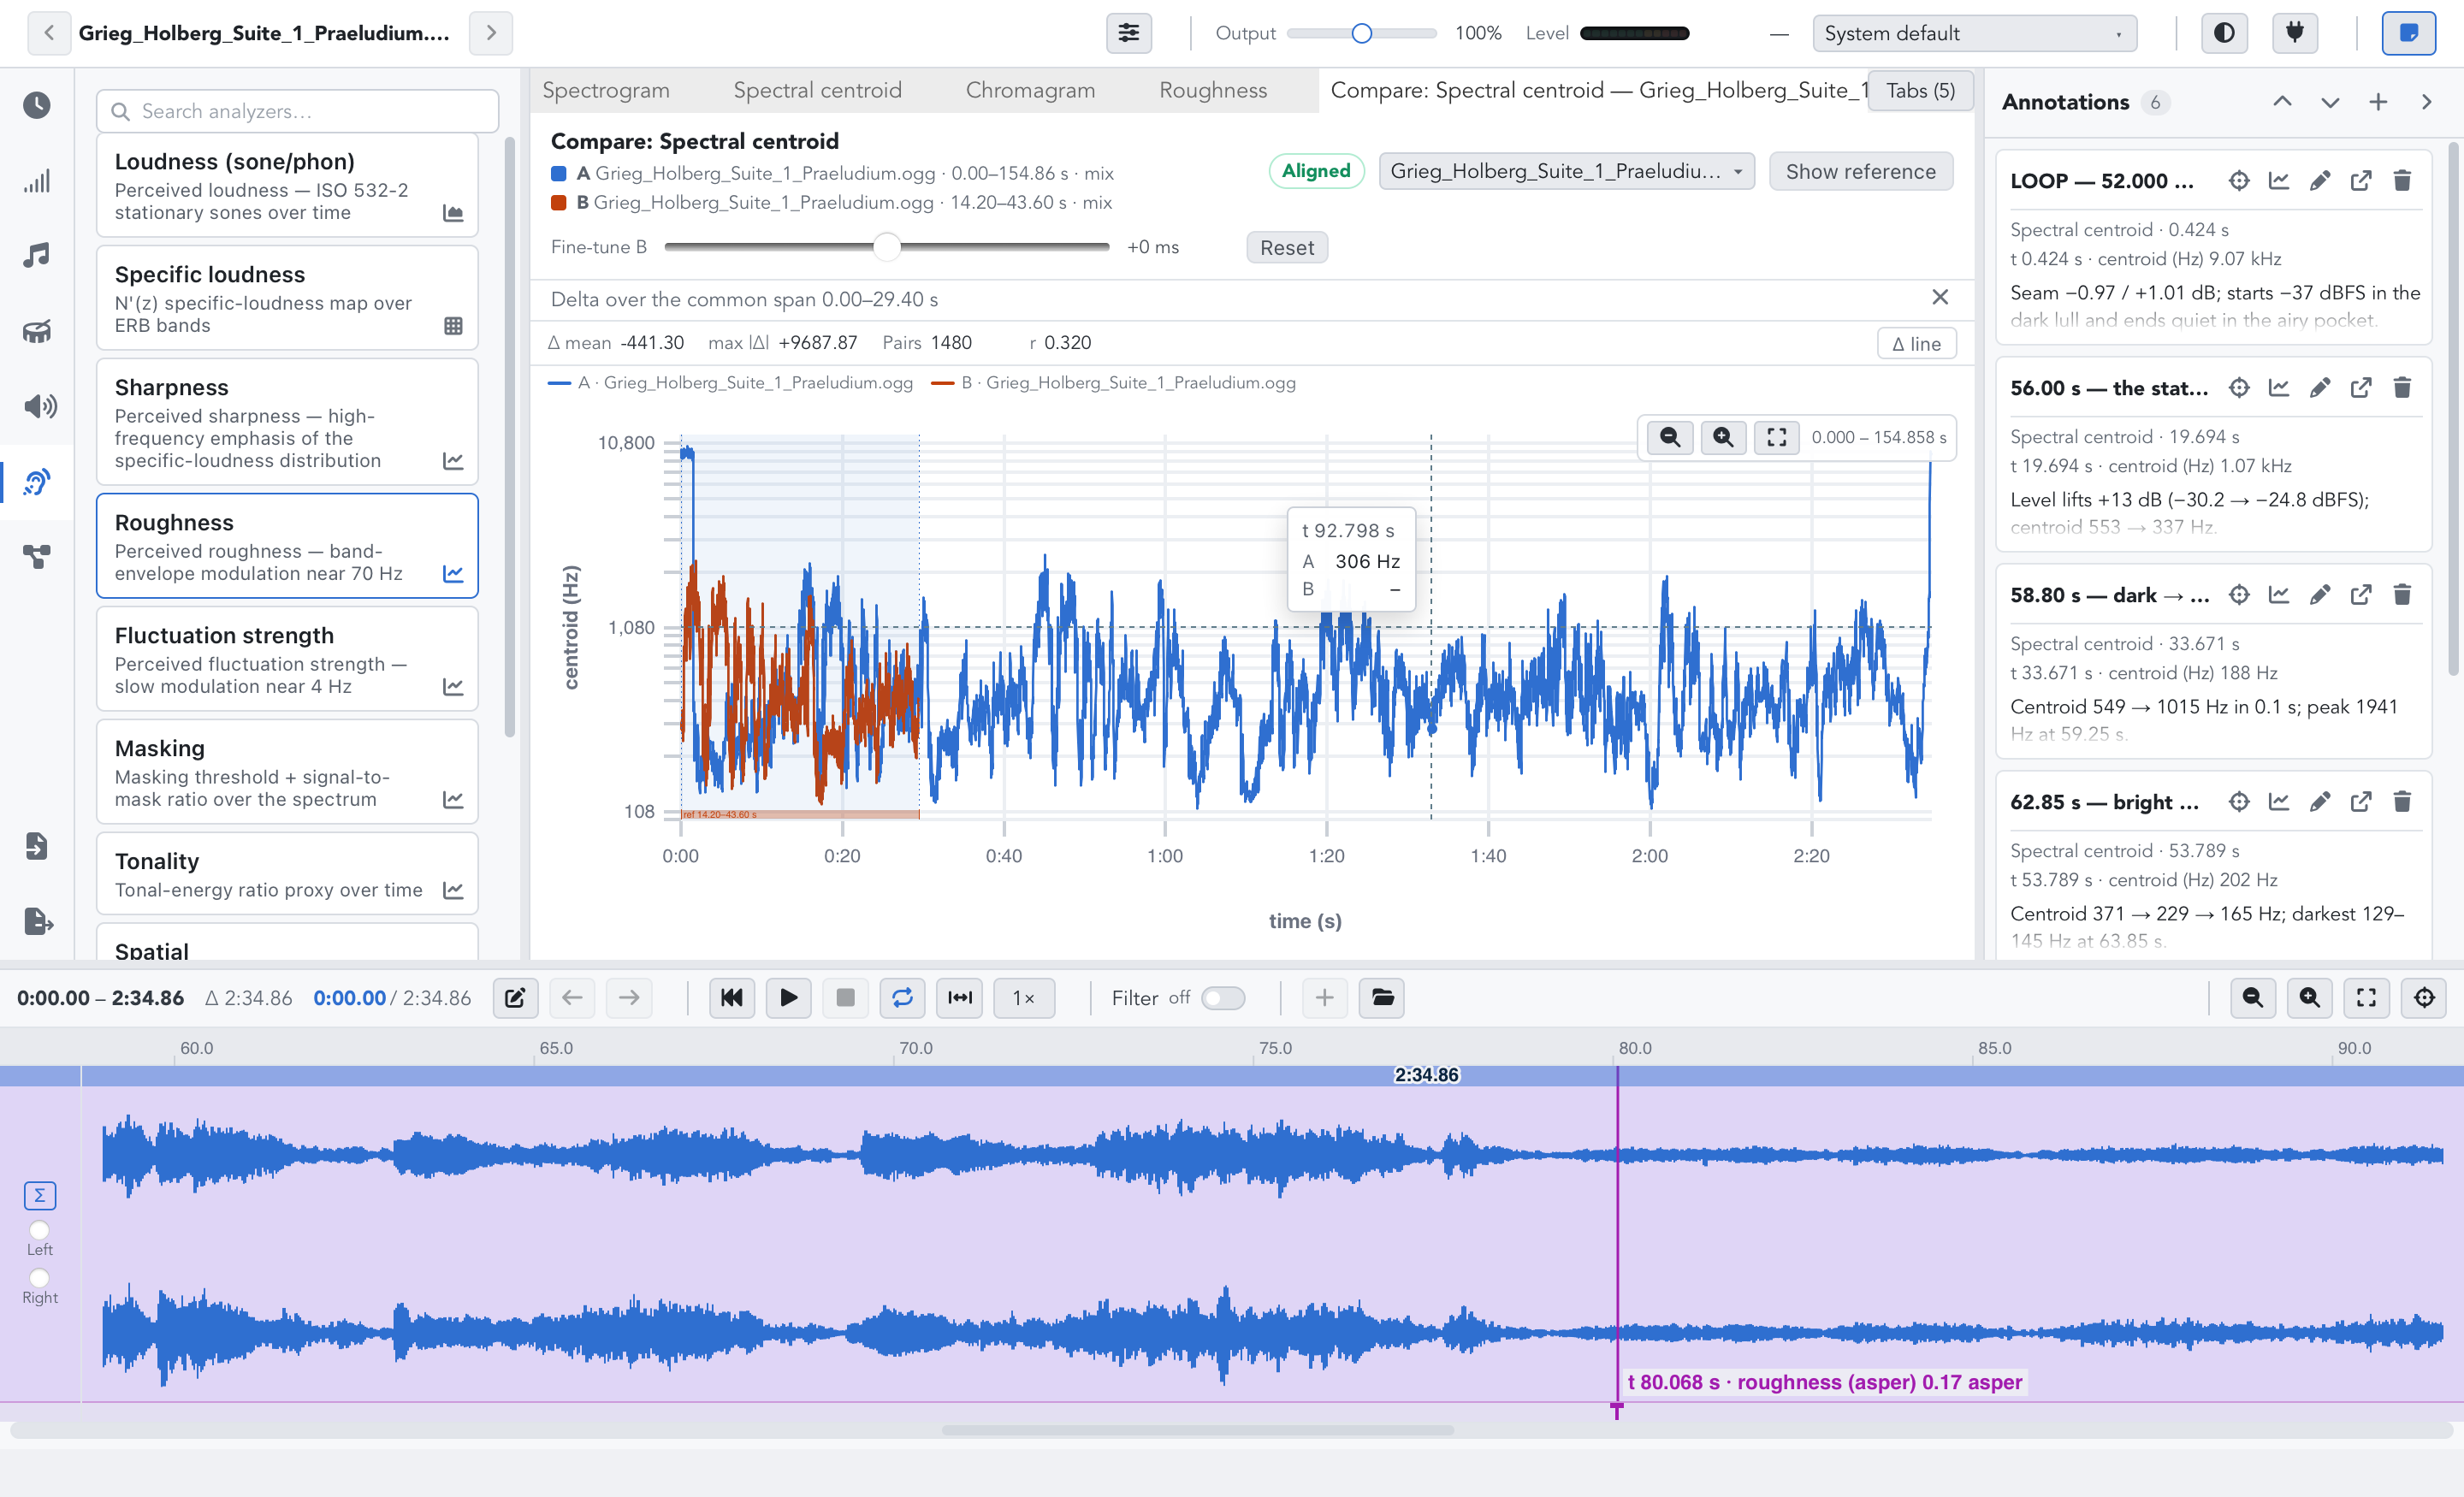 Grieg_Holberg_Suite_1_Praeludium....
Output 100% Level — System default
Search analyzers...
Loudness (sone/phon)
Perceived loudness — ISO 532-2
stationary sones over time
Specific loudness
N'(z) specific-loudness map over
ERB bands
Sharpness
Perceived sharpness — high-
frequency emphasis of the
specific-loudness distribution
Roughness
Perceived roughness — band-
envelope modulation near 70 Hz
Fluctuation strength
Perceived fluctuation strength —
slow modulation near 4 Hz
Masking
Masking threshold + signal-to-
mask ratio over the spectrum
Tonality
Tonal-energy ratio proxy over time
Spatial
Spectrogram Spectral centroid Chromagram Roughness Compare: Spectral centroid — Grieg_Holberg_Suite_1 Tabs (5)
Compare: Spectral centroid
A Grieg_Holberg_Suite_1_Praeludium.ogg · 0.00–154.86 s · mix
B Grieg_Holberg_Suite_1_Praeludium.ogg · 14.20–43.60 s · mix
Aligned Grieg_Holberg_Suite_1_Praeludiu... Show reference
Fine-tune B +0 ms Reset
Delta over the common span 0.00–29.40 s
Δ mean -441.30 max |Δ| +9687.87 Pairs 1480 r 0.320 Δ line
A · Grieg_Holberg_Suite_1_Praeludium.ogg B · Grieg_Holberg_Suite_1_Praeludium.ogg
0.000 – 154.858 s
10,800
1,080
108
centroid (Hz)
t 92.798 s
A 306 Hz
B –
ref 14.20–43.60 s
0:00 0:20 0:40 1:00 1:20 1:40 2:00 2:20
time (s)
Annotations 6
LOOP — 52.000 ...
Spectral centroid · 0.424 s
t 0.424 s · centroid (Hz) 9.07 kHz
Seam −0.97 / +1.01 dB; starts −37 dBFS in the
dark lull and ends quiet in the airy pocket.
56.00 s — the stat...
Spectral centroid · 19.694 s
t 19.694 s · centroid (Hz) 1.07 kHz
Level lifts +13 dB (−30.2 → −24.8 dBFS);
centroid 553 → 337 Hz.
58.80 s — dark → ...
Spectral centroid · 33.671 s
t 33.671 s · centroid (Hz) 188 Hz
Centroid 549 → 1015 Hz in 0.1 s; peak 1941
Hz at 59.25 s.
62.85 s — bright ...
Spectral centroid · 53.789 s
t 53.789 s · centroid (Hz) 202 Hz
Centroid 371 → 229 → 165 Hz; darkest 129–
145 Hz at 63.85 s.
0:00.00 – 2:34.86 Δ 2:34.86 0:00.00 / 2:34.86 1× Filter off
60.0 65.0 70.0 75.0 80.0 85.0 90.0
2:34.86
Σ
Left
Right
t 80.068 s · roughness (asper) 0.17 asper